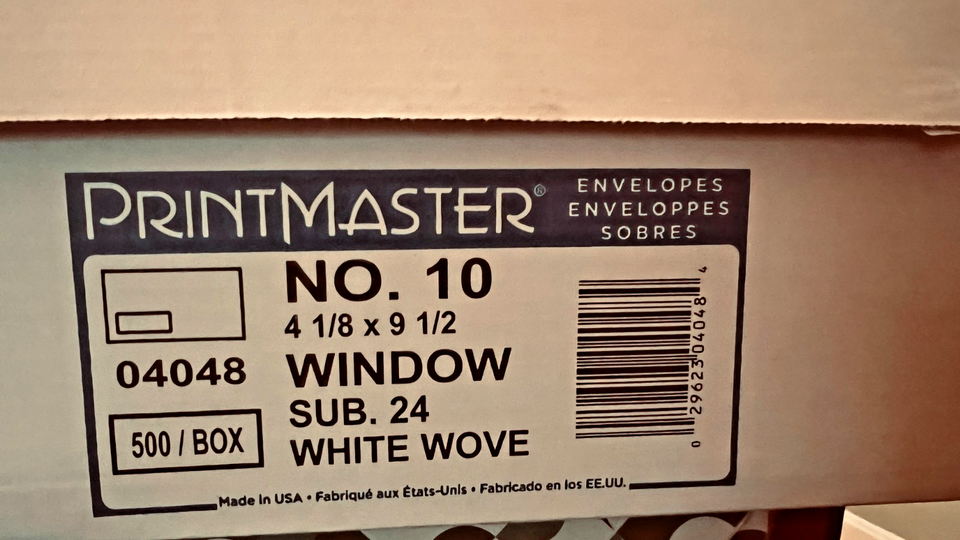 PRINTMASTER®
ENVELOPES
ENVELOPPES
SOBRES
NO. 10
4 1/8 x 9 1/2
04048
WINDOW
SUB. 24
500 / BOX
WHITE WOVE
0 29623 04048 4
Made in USA • Fabriqué aux États-Unis • Fabricado en los EE.UU.